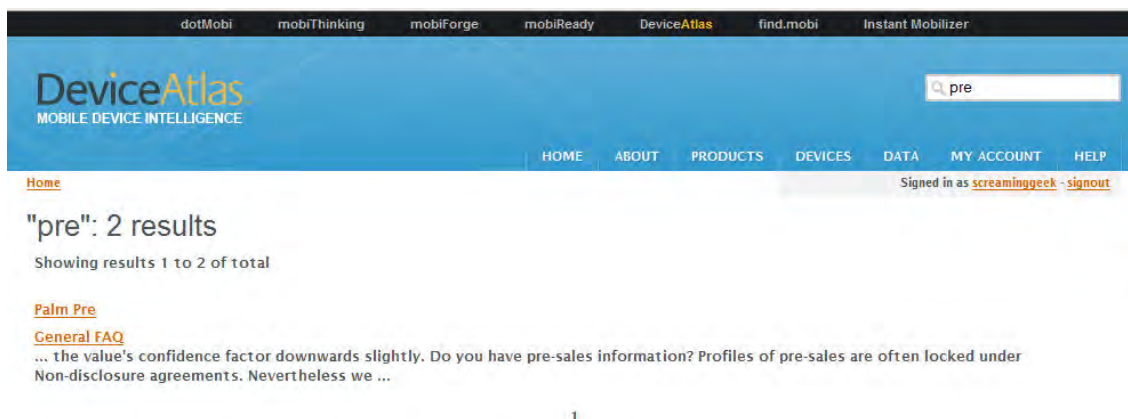 dotMobi mobiThinking mobiForge mobiReady DeviceAtlas find.mobi Instant Mobilizer
DeviceAtlas
MOBILE DEVICE INTELLIGENCE
pre
HOME ABOUT PRODUCTS DEVICES DATA MY ACCOUNT HELP
Home
Signed in as screaminggeek - signout
"pre": 2 results
Showing results 1 to 2 of total
Palm Pre
General FAQ
... the value's confidence factor downwards slightly. Do you have pre-sales information? Profiles of pre-sales are often locked under
Non-disclosure agreements. Nevertheless we ...
1